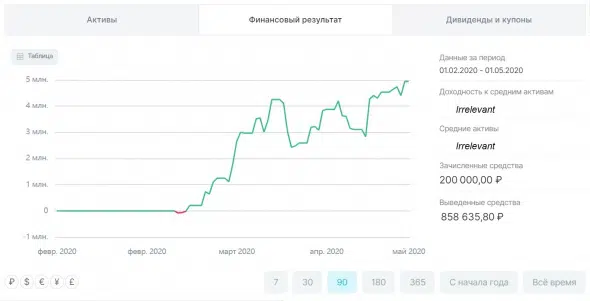 Активы
Финансовый результат
Дивиденды и купоны
Таблица
5 млн.
4 млн.
3 млн.
2 млн.
1 млн.
0
-1 млн.
февр. 2020
февр. 2020
март 2020
апр. 2020
май 2020
Данные за период
01.02.2020 - 01.05.2020
Доходность к средним активам
Irrelevant
Средние активы
Irrelevant
Зачисленные средства
200 000,00 ₽
Выведенные средства
858 635,80 ₽
₽ $ € ¥ £
7
30
90
180
365
С начала года
Всё время